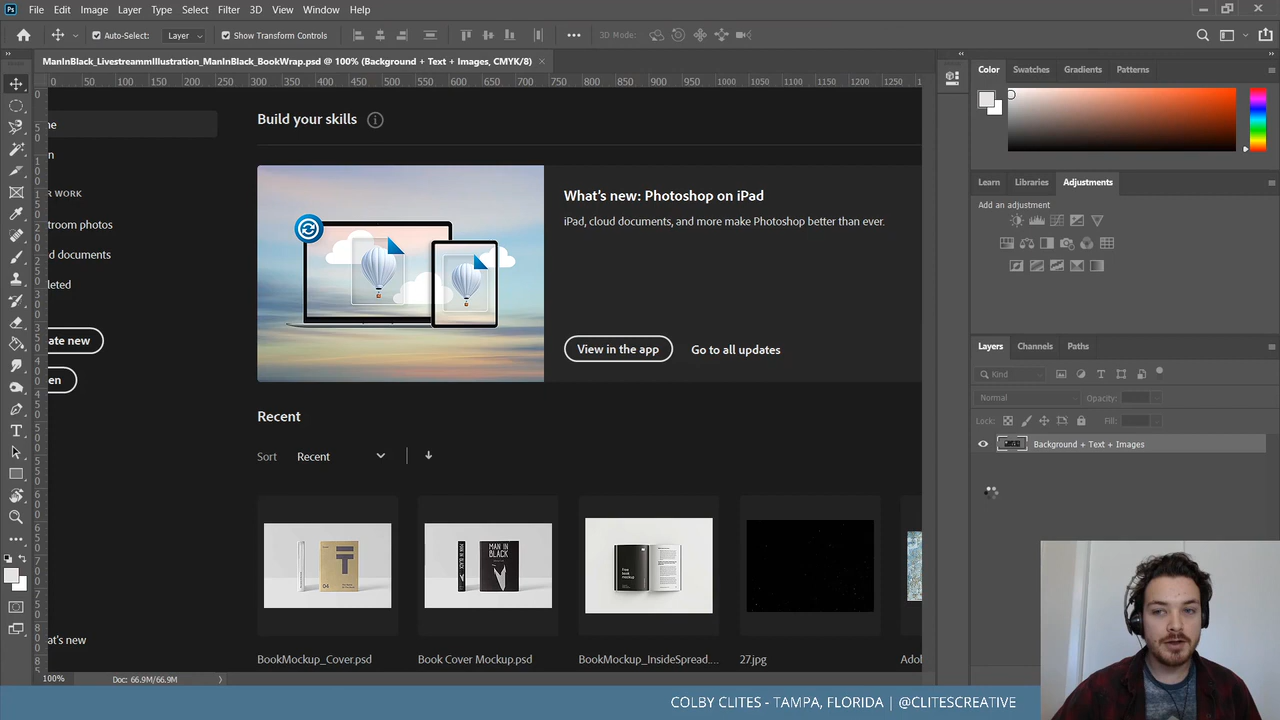 Ps File Edit Image Layer Type Select Filter 3D View Window Help
Auto-Select: Layer Show Transform Controls 3D Mode:
ManInBlack_LivestreammIllustration_ManInBlack_BookWrap.psd @ 100% (Background + Text + Images, CMYK/8)
0 50 100 150 200 250 300 350 400 450 500 550 600 650 700 750 800 850 900 950 1000 1050 1100 1150 1200 1250
Color Swatches Gradients Patterns
ne
n
R WORK
troom photos
d documents
leted
ate new
en
at's new
Build your skills
What's new: Photoshop on iPad
iPad, cloud documents, and more make Photoshop better than ever.
View in the app Go to all updates
Recent
Sort Recent
04
MAN IN BLACK
MAN IN BLACK
BookMockup_Cover.psd Book Cover Mockup.psd BookMockup_InsideSpread.... 27.jpg Adol
Learn Libraries Adjustments
Add an adjustment
Layers Channels Paths
Kind
Normal Opacity:
Lock: Fill:
Background + Text + Images
100% Doc: 66.9M/66.9M
COLBY CLITES - TAMPA, FLORIDA | @CLITESCREATIVE